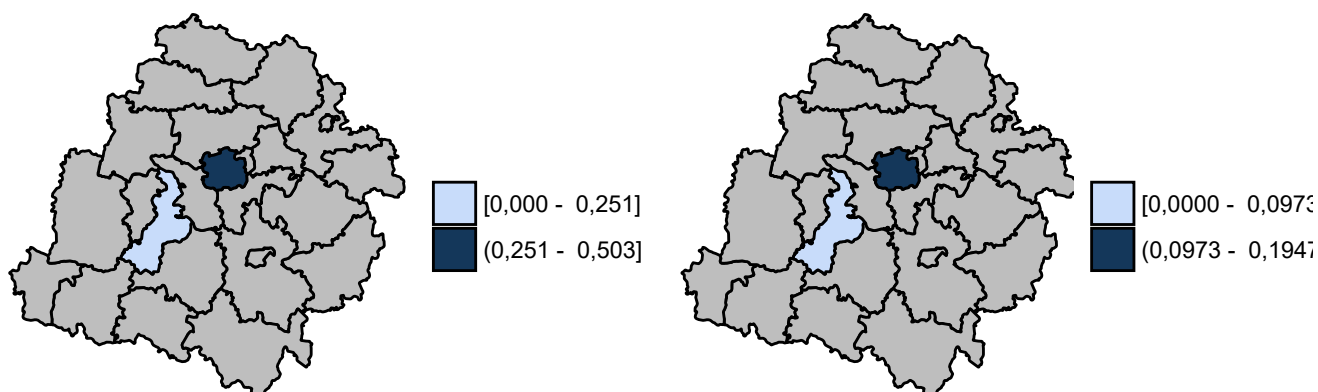 [0,000 - 0,251]
(0,251 - 0,503]
[0,0000 - 0,0973
(0,0973 - 0,1947